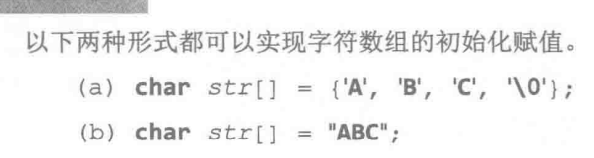 以下两种形式都可以实现字符数组的初始化赋值。
(a) char str[] = {'A', 'B', 'C', '\0'};
(b) char str[] = "ABC";